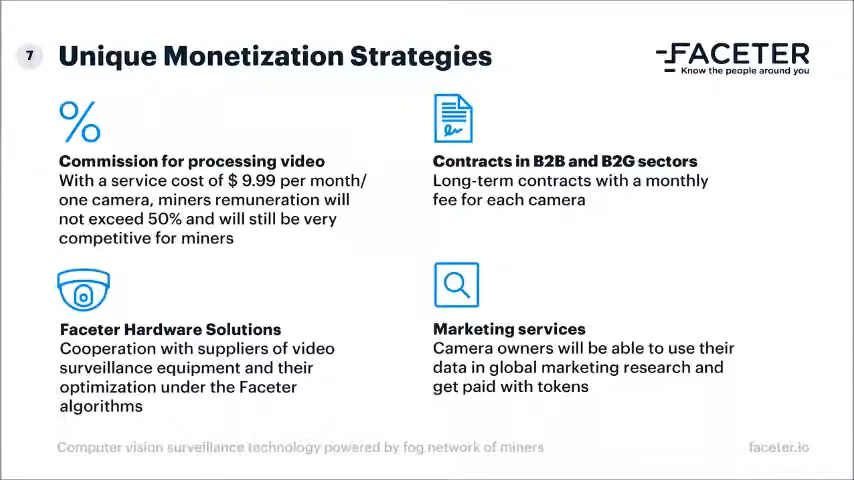 7
Unique Monetization Strategies
FACETER
Know the people around you
%
Commission for processing video
With a service cost of $ 9.99 per month/
one camera, miners remuneration will
not exceed 50% and will still be very
competitive for miners
Contracts in B2B and B2G sectors
Long-term contracts with a monthly
fee for each camera
Faceter Hardware Solutions
Cooperation with suppliers of video
surveillance equipment and their
optimization under the Faceter
algorithms
Marketing services
Camera owners will be able to use their
data in global marketing research and
get paid with tokens
Computer vision surveillance technology powered by fog network of miners
faceter.io